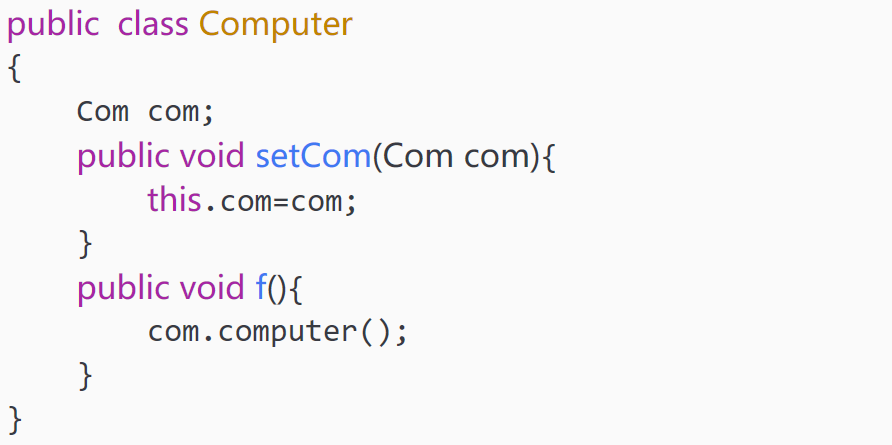 public  class Computer
{
    Com com;
    public void setCom(Com com){
        this.com=com;
    }
    public void f(){
        com.computer();
    }
}